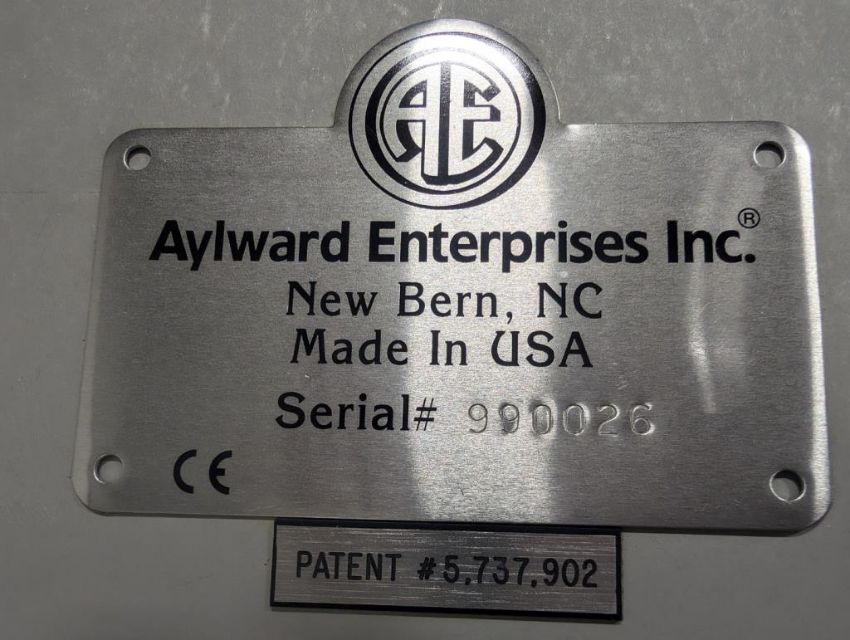 AE
Aylward Enterprises Inc.®
New Bern, NC
Made In USA
Serial# 990026
CE
PATENT #5,737,902